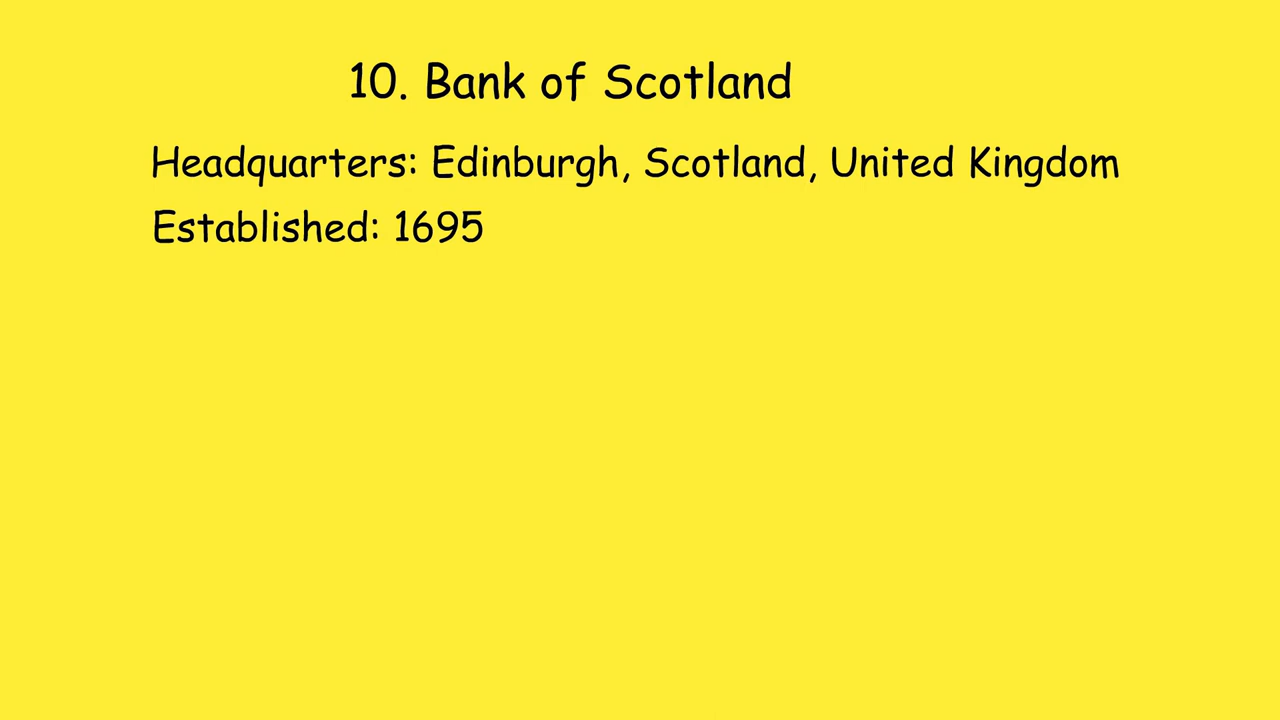 10. Bank of Scotland
Headquarters: Edinburgh, Scotland, United Kingdom
Established: 1695